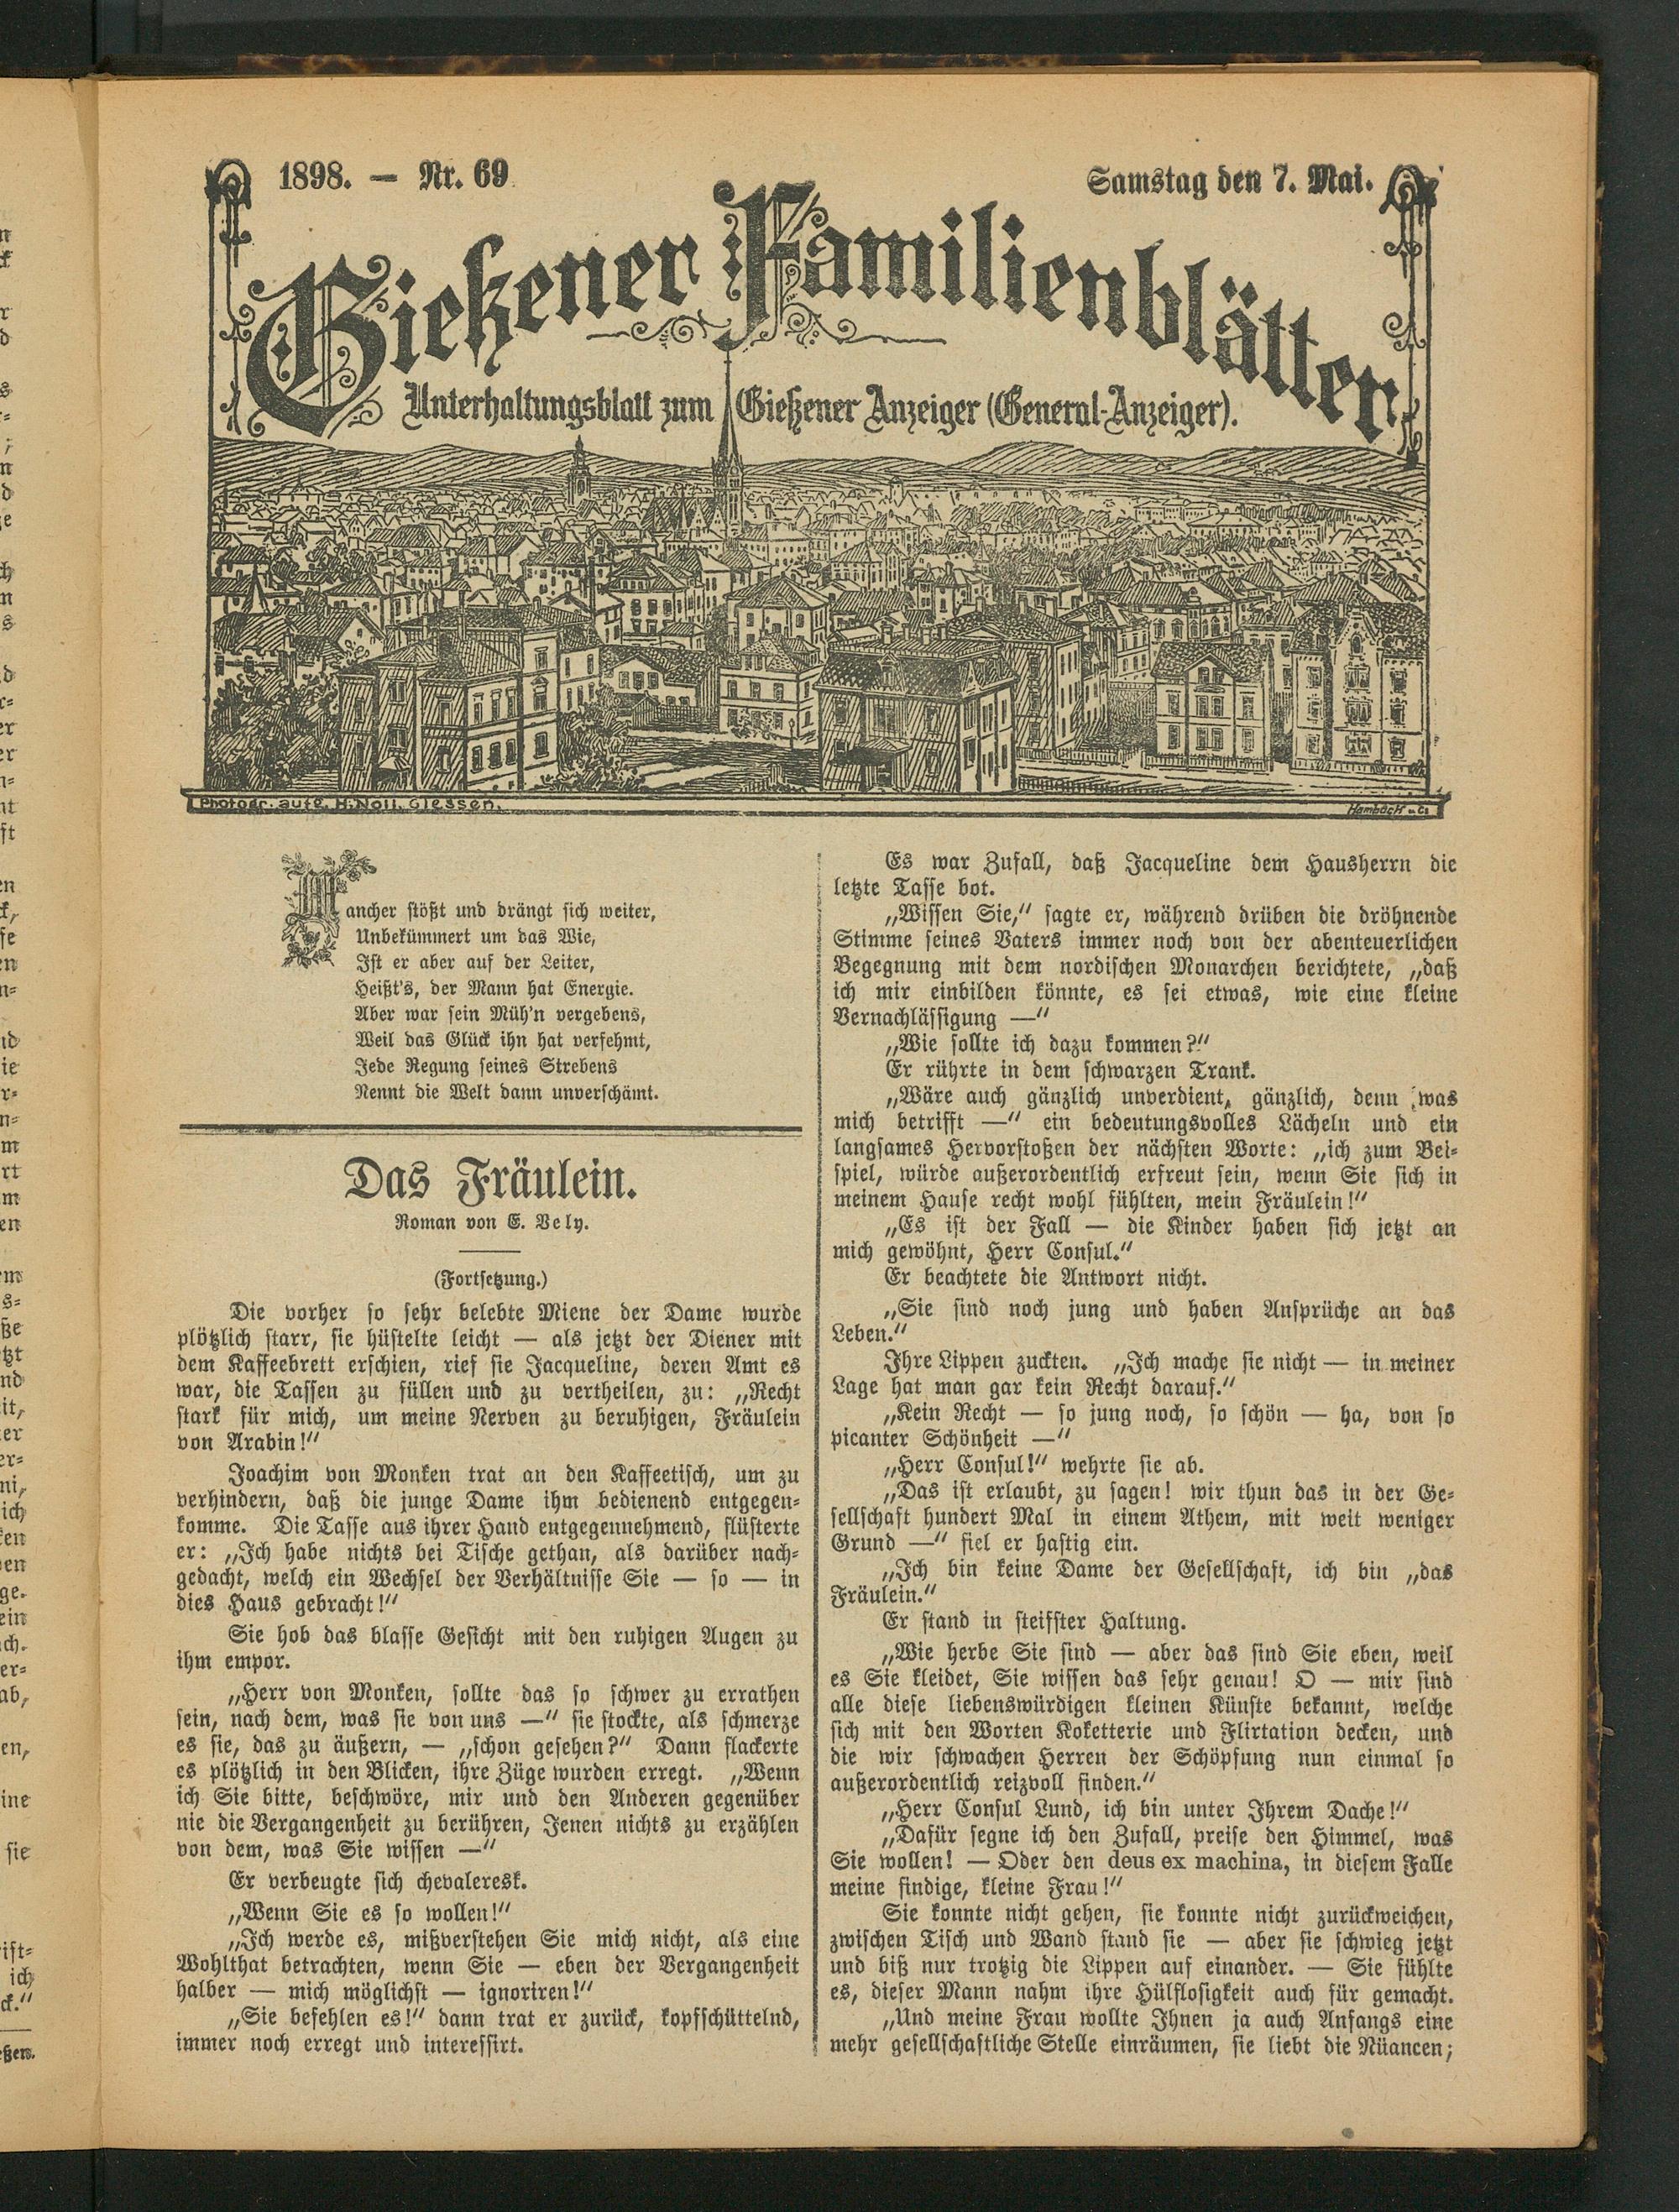 1898. — Nr. 69
Samstag den 7. Mai.
Gießener Familienblätter
Unterhaltungsblatt zum Gießener Anzeiger (General-Anzeiger).
Photogr. aufg. H. Noll, Giessen.
Mancher stößt und drängt sich weiter,
Unbekümmert um das Wie,
Ist er aber auf der Leiter,
Heißt's, der Mann hat Energie.
Aber war sein Müh'n vergebens,
Weil das Glück ihn hat verfehmt,
Jede Regung seines Strebens
Nennt die Welt dann unverschämt.
Das Fräulein.
Roman von E. Vely.
(Fortsetzung.)
Die vorher so sehr belebte Miene der Dame wurde
plötzlich starr, sie hüstelte leicht — als jetzt der Diener mit
dem Kaffeebrett erschien, rief sie Jacqueline, deren Amt es
war, die Tassen zu füllen und zu vertheilen, zu: „Recht
stark für mich, um meine Nerven zu beruhigen, Fräulein
von Arabin!“
Joachim von Monken trat an den Kaffeetisch, um zu
verhindern, daß die junge Dame ihm bedienend entgegen-
komme. Die Tasse aus ihrer Hand entgegennehmend, flüsterte
er: „Ich habe nichts bei Tische gethan, als darüber nach-
gedacht, welch ein Wechsel der Verhältnisse Sie — so — in
dies Haus gebracht!“
Sie hob das blasse Gesicht mit den ruhigen Augen zu
ihm empor.
„Herr von Monken, sollte das so schwer zu errathen
sein, nach dem, was sie von uns —“ sie stockte, als schmerze
es sie, das zu äußern, — „schon gesehen?“ Dann flackerte
es plötzlich in den Blicken, ihre Züge wurden erregt. „Wenn
ich Sie bitte, beschwöre, mir und den Anderen gegenüber
nie die Vergangenheit zu berühren, Jenen nichts zu erzählen
von dem, was Sie wissen —“
Er verbeugte sich chevaleresk.
„Wenn Sie es so wollen!“
„Ich werde es, mißverstehen Sie mich nicht, als eine
Wohlthat betrachten, wenn Sie — eben der Vergangenheit
halber — mich möglichst — ignoriren!“
„Sie befehlen es!“ dann trat er zurück, kopfschüttelnd,
immer noch erregt und interessirt.
Es war Zufall, daß Jacqueline dem Hausherrn die
letzte Tasse bot.
„Wissen Sie,“ sagte er, während drüben die dröhnende
Stimme seines Vaters immer noch von der abenteuerlichen
Begegnung mit dem nordischen Monarchen berichtete, „daß
ich mir einbilden könnte, es sei etwas, wie eine kleine
Vernachlässigung —“
„Wie sollte ich dazu kommen?“
Er rührte in dem schwarzen Trank.
„Wäre auch gänzlich unverdient, gänzlich, denn was
mich betrifft —“ ein bedeutungsvolles Lächeln und ein
langsames Hervorstoßen der nächsten Worte: „ich zum Bei-
spiel, würde außerordentlich erfreut sein, wenn Sie sich in
meinem Hause recht wohl fühlten, mein Fräulein!“
„Es ist der Fall — die Kinder haben sich jetzt an
mich gewöhnt, Herr Consul.“
Er beachtete die Antwort nicht.
„Sie sind noch jung und haben Ansprüche an das
Leben.“
Ihre Lippen zuckten. „Ich mache sie nicht — in meiner
Lage hat man gar kein Recht darauf.“
„Kein Recht — so jung noch, so schön — ha, von so
picanter Schönheit —“
„Herr Consul!“ wehrte sie ab.
„Das ist erlaubt, zu sagen! wir thun das in der Ge-
sellschaft hundert Mal in einem Athem, mit weit weniger
Grund —“ fiel er hastig ein.
„Ich bin keine Dame der Gesellschaft, ich bin „das
Fräulein.“
Er stand in steifster Haltung.
„Wie herbe Sie sind — aber das sind Sie eben, weil
es Sie kleidet, Sie wissen das sehr genau! O — mir sind
alle diese liebenswürdigen kleinen Künste bekannt, welche
sich mit den Worten Koketterie und Flirtation decken, und
die wir schwachen Herren der Schöpfung nun einmal so
außerordentlich reizvoll finden.“
„Herr Consul Lund, ich bin unter Ihrem Dache!“
„Dafür segne ich den Zufall, preise den Himmel, was
Sie wollen! — Oder den deus ex machina, in diesem Falle
meine findige, kleine Frau!“
Sie konnte nicht gehen, sie konnte nicht zurückweichen,
zwischen Tisch und Wand stand sie — aber sie schwieg jetzt
und biß nur trotzig die Lippen auf einander. — Sie fühlte
es, dieser Mann nahm ihre Hülflosigkeit auch für gemacht.
„Und meine Frau wollte Ihnen ja auch Anfangs eine
mehr gesellschaftliche Stelle einräumen, sie liebt die Nüancen;